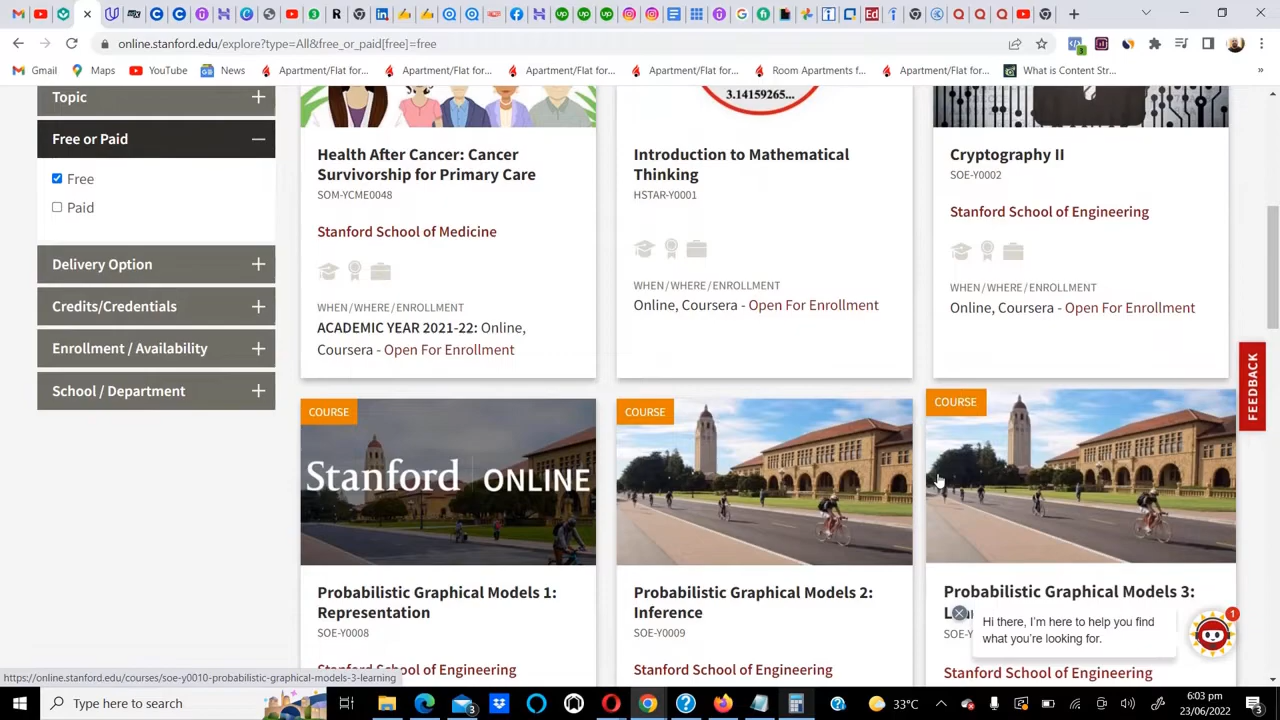 online.stanford.edu/explore?type=All&free_or_paid[free]=free
3
Gmail
Maps
YouTube
News
Apartment/Flat for...
Apartment/Flat for...
Apartment/Flat for...
Apartment/Flat for...
Room Apartments f...
Apartment/Flat for...
What is Content Str...
»
Topic
Free or Paid
Free
Paid
Delivery Option
Credits/Credentials
Enrollment / Availability
School / Department
Health After Cancer: Cancer
Survivorship for Primary Care
SOM-YCME0048
Stanford School of Medicine
WHEN/WHERE/ENROLLMENT
ACADEMIC YEAR 2021-22: Online,
Coursera - Open For Enrollment
3.14159265...
Introduction to Mathematical
Thinking
HSTAR-Y0001
WHEN/WHERE/ENROLLMENT
Online, Coursera - Open For Enrollment
Cryptography II
SOE-Y0002
Stanford School of Engineering
WHEN/WHERE/ENROLLMENT
Online, Coursera - Open For Enrollment
FEEDBACK
COURSE
Stanford ONLINE
Probabilistic Graphical Models 1:
Representation
SOE-Y0008
Stanford School of Engineering
COURSE
Probabilistic Graphical Models 2:
Inference
SOE-Y0009
Stanford School of Engineering
COURSE
Probabilistic Graphical Models 3:
SOE-Y
Stanford School of Engineering
Hi there, I'm here to help you find
what you're looking for.
1
https://online.stanford.edu/courses/soe-y0010-probabilistic-graphical-models-3-learning
Type here to search
3
33°C
6:03 pm
23/06/2022
3